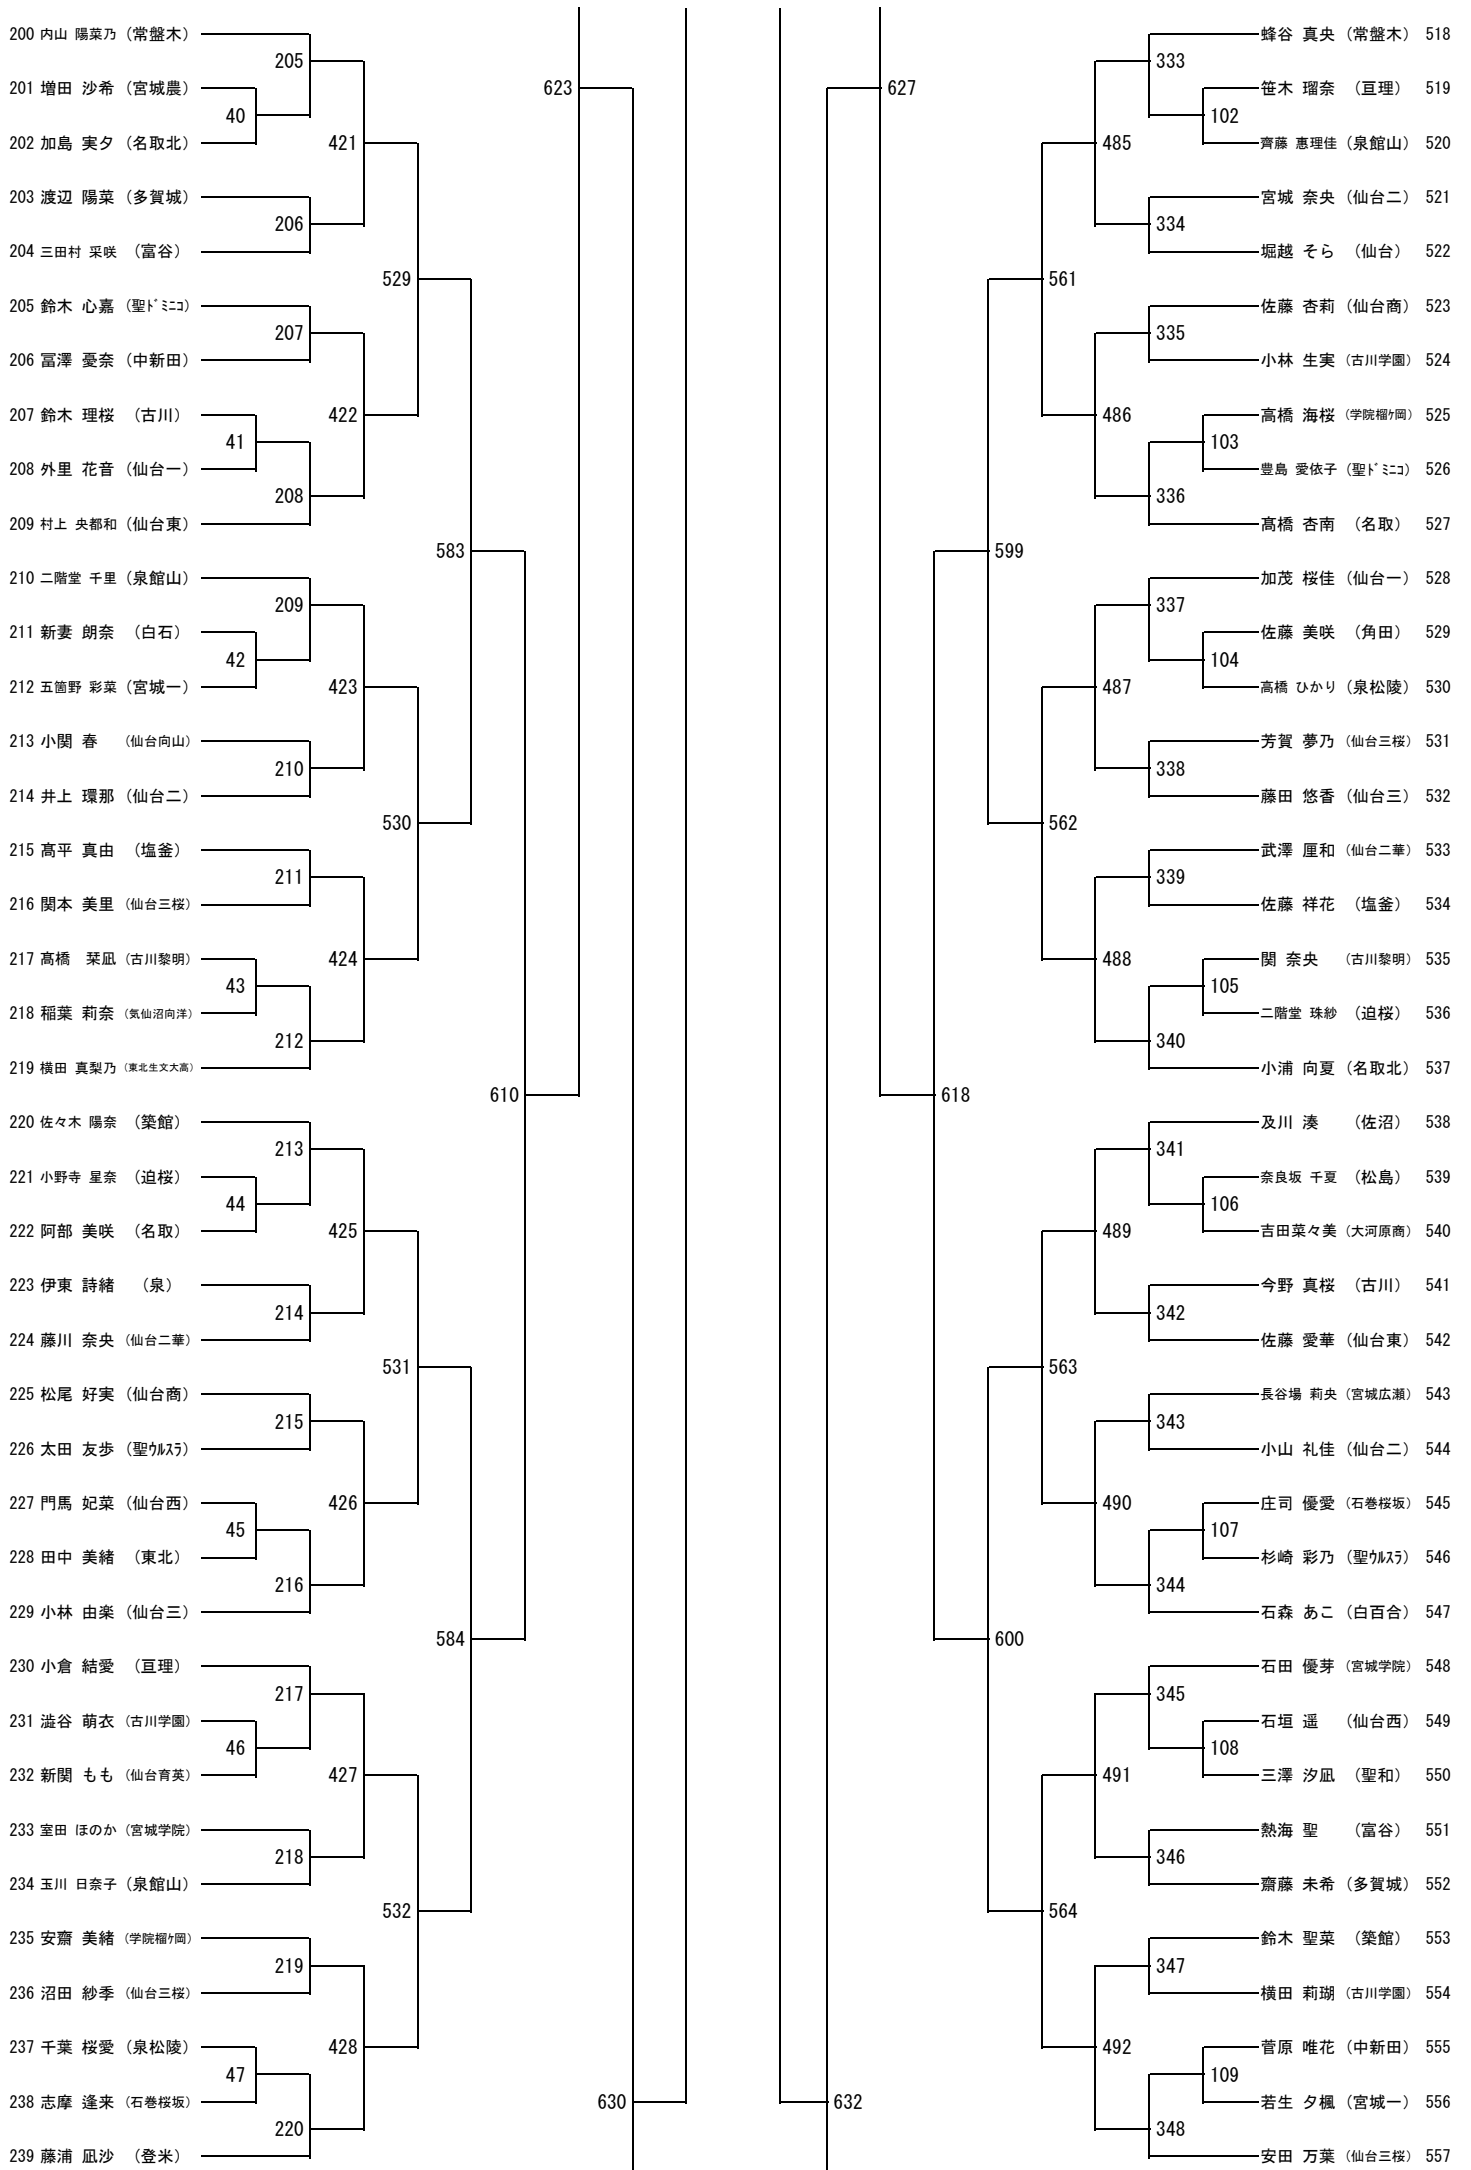 200 内山 陽菜乃 (常盤木)
205
201 増田 沙希 (宮城農)
40
202 加島 実夕 (名取北)
421
203 渡辺 陽菜 (多賀城)
206
204 三田村 采咲 (富谷)
529
205 鈴木 心嘉 (聖ﾄﾞﾐﾆｺ)
207
206 冨澤 憂奈 (中新田)
207 鈴木 理桜 (古川)
422
41
208 外里 花音 (仙台一)
208
209 村上 央都和 (仙台東)
583
210 二階堂 千里 (泉館山)
209
211 新妻 朗奈 (白石)
42
212 五箇野 彩菜 (宮城一)
423
213 小関 春 (仙台向山)
210
214 井上 環那 (仙台二)
530
215 髙平 真由 (塩釜)
211
216 関本 美里 (仙台三桜)
217 髙橋 栞凪 (古川黎明)
424
43
218 稲葉 莉奈 (気仙沼向洋)
212
219 横田 真梨乃 (東北生文大高)
610
220 佐々木 陽奈 (築館)
213
221 小野寺 星奈 (迫桜)
44
222 阿部 美咲 (名取)
425
223 伊東 詩緒 (泉)
214
224 藤川 奈央 (仙台二華)
531
225 松尾 好実 (仙台商)
215
226 太田 友歩 (聖ｳﾙｽﾗ)
227 門馬 妃菜 (仙台西)
426
45
228 田中 美緒 (東北)
216
229 小林 由楽 (仙台三)
584
230 小倉 結愛 (亘理)
217
231 澁谷 萌衣 (古川学園)
46
232 新関 もも (仙台育英)
427
233 室田 ほのか (宮城学院)
218
234 玉川 日奈子 (泉館山)
532
235 安齋 美緒 (学院榴ケ岡)
219
236 沼田 紗季 (仙台三桜)
237 千葉 桜愛 (泉松陵)
428
47
238 志摩 逢来 (石巻桜坂)
220
239 藤浦 凪沙 (登米)
623
630
627
632
蜂谷 真央 (常盤木) 518
333
笹木 瑠奈 (亘理) 519
102
齊藤 恵理佳 (泉館山) 520
485
宮城 奈央 (仙台二) 521
334
堀越 そら (仙台) 522
561
佐藤 杏莉 (仙台商) 523
335
小林 生実 (古川学園) 524
高橋 海桜 (学院榴ケ岡) 525
486
103
豊島 愛依子 (聖ﾄﾞﾐﾆｺ) 526
336
髙橋 杏南 (名取) 527
599
加茂 桜佳 (仙台一) 528
337
佐藤 美咲 (角田) 529
104
高橋 ひかり (泉松陵) 530
487
芳賀 夢乃 (仙台三桜) 531
338
藤田 悠香 (仙台三) 532
562
武澤 厘和 (仙台二華) 533
339
佐藤 祥花 (塩釜) 534
関 奈央 (古川黎明) 535
488
105
二階堂 珠紗 (迫桜) 536
340
小浦 向夏 (名取北) 537
618
及川 湊 (佐沼) 538
341
奈良坂 千夏 (松島) 539
106
吉田菜々美 (大河原商) 540
489
今野 真桜 (古川) 541
342
佐藤 愛華 (仙台東) 542
563
長谷場 莉央 (宮城広瀬) 543
343
小山 礼佳 (仙台二) 544
庄司 優愛 (石巻桜坂) 545
490
107
杉崎 彩乃 (聖ｳﾙｽﾗ) 546
344
石森 あこ (白百合) 547
600
石田 優芽 (宮城学院) 548
345
石垣 遥 (仙台西) 549
108
三澤 汐凪 (聖和) 550
491
熱海 聖 (富谷) 551
346
齋藤 未希 (多賀城) 552
564
鈴木 聖菜 (築館) 553
347
横田 莉瑚 (古川学園) 554
菅原 唯花 (中新田) 555
492
109
若生 夕楓 (宮城一) 556
348
安田 万葉 (仙台三桜) 557